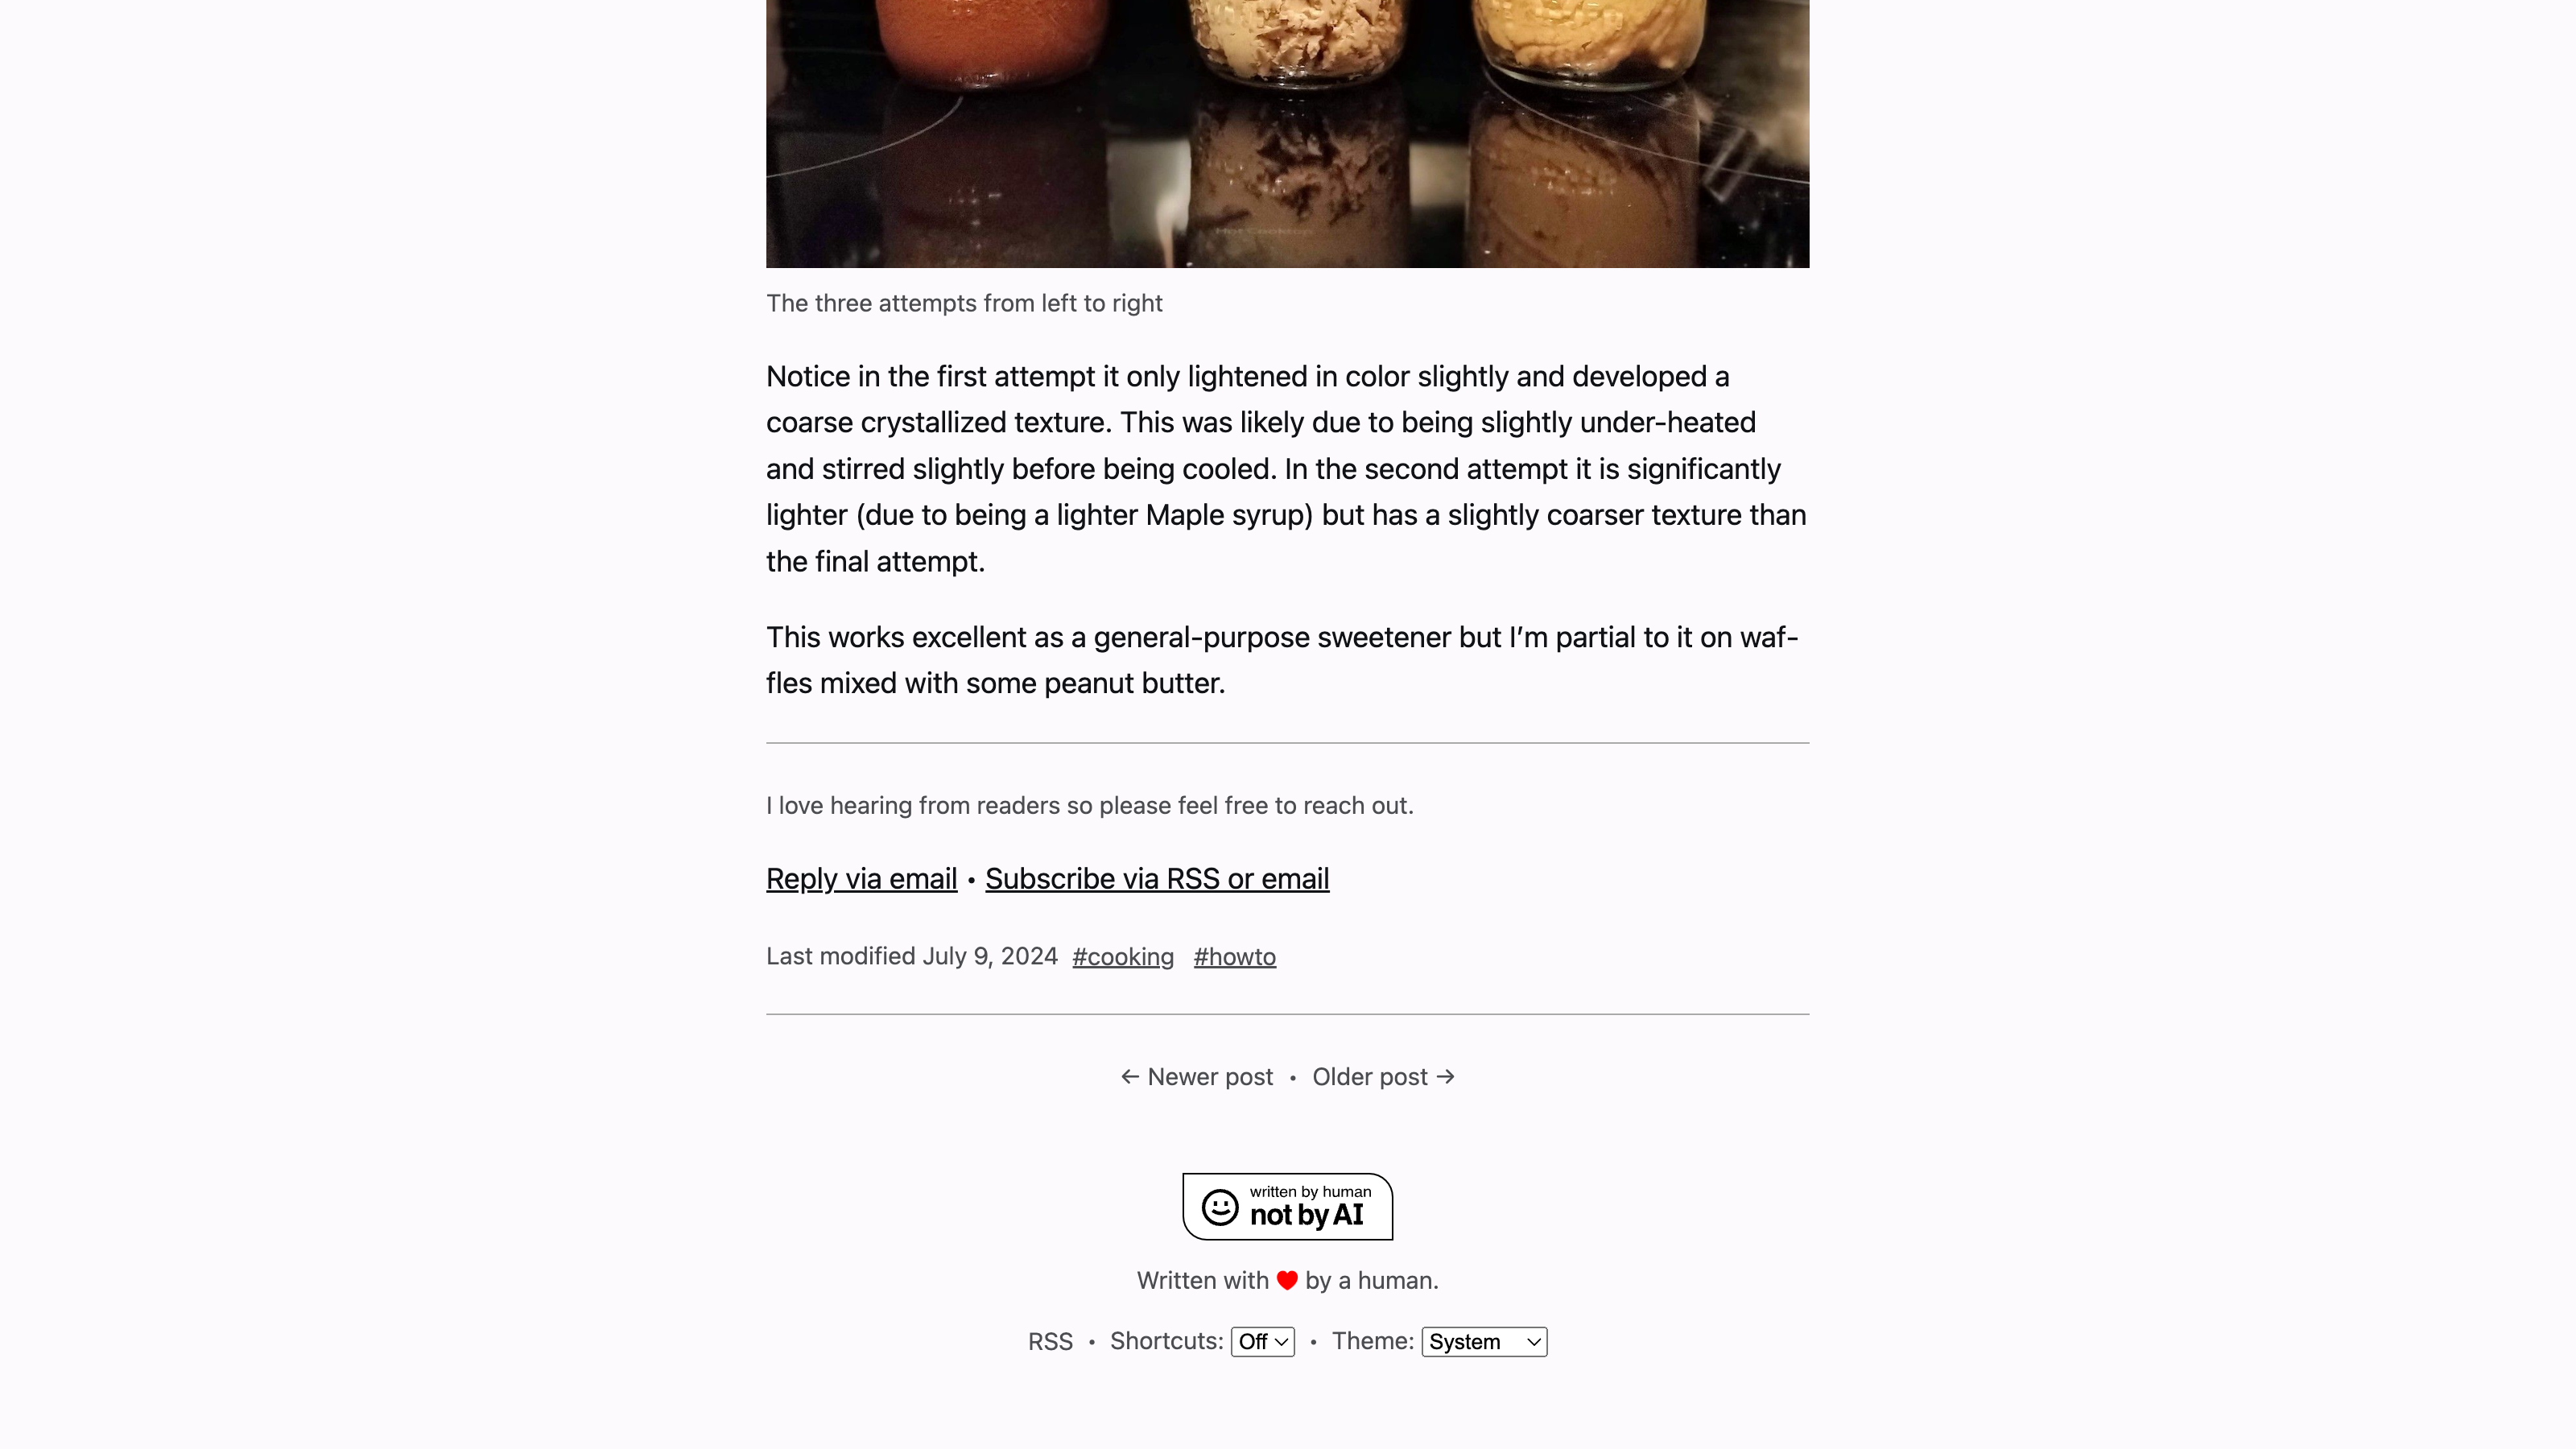 The three attempts from left to right
Notice in the first attempt it only lightened in color slightly and developed a
coarse crystallized texture. This was likely due to being slightly under-heated
and stirred slightly before being cooled. In the second attempt it is significantly
lighter (due to being a lighter Maple syrup) but has a slightly coarser texture than
the final attempt.
This works excellent as a general-purpose sweetener but I’m partial to it on waf-
fles mixed with some peanut butter.
I love hearing from readers so please feel free to reach out.
Reply via email • Subscribe via RSS or email
Last modified July 9, 2024 #cooking #howto
← Newer post • Older post →
written by human
not by AI
Written with ❤ by a human.
RSS • Shortcuts: Off • Theme: System